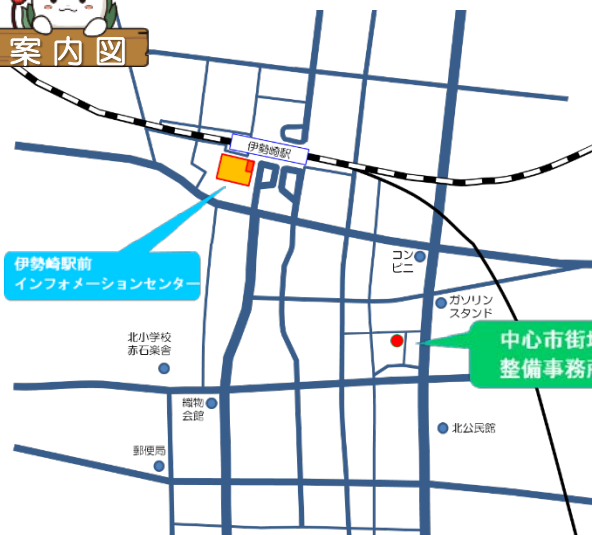 案内図
伊勢崎駅
伊勢崎駅前
インフォメーションセンター
コン
ビニ
ガソリン
スタンド
中心市街
整備事務
北小学校
赤石楽舎
織物
会館
北公民館
郵便局